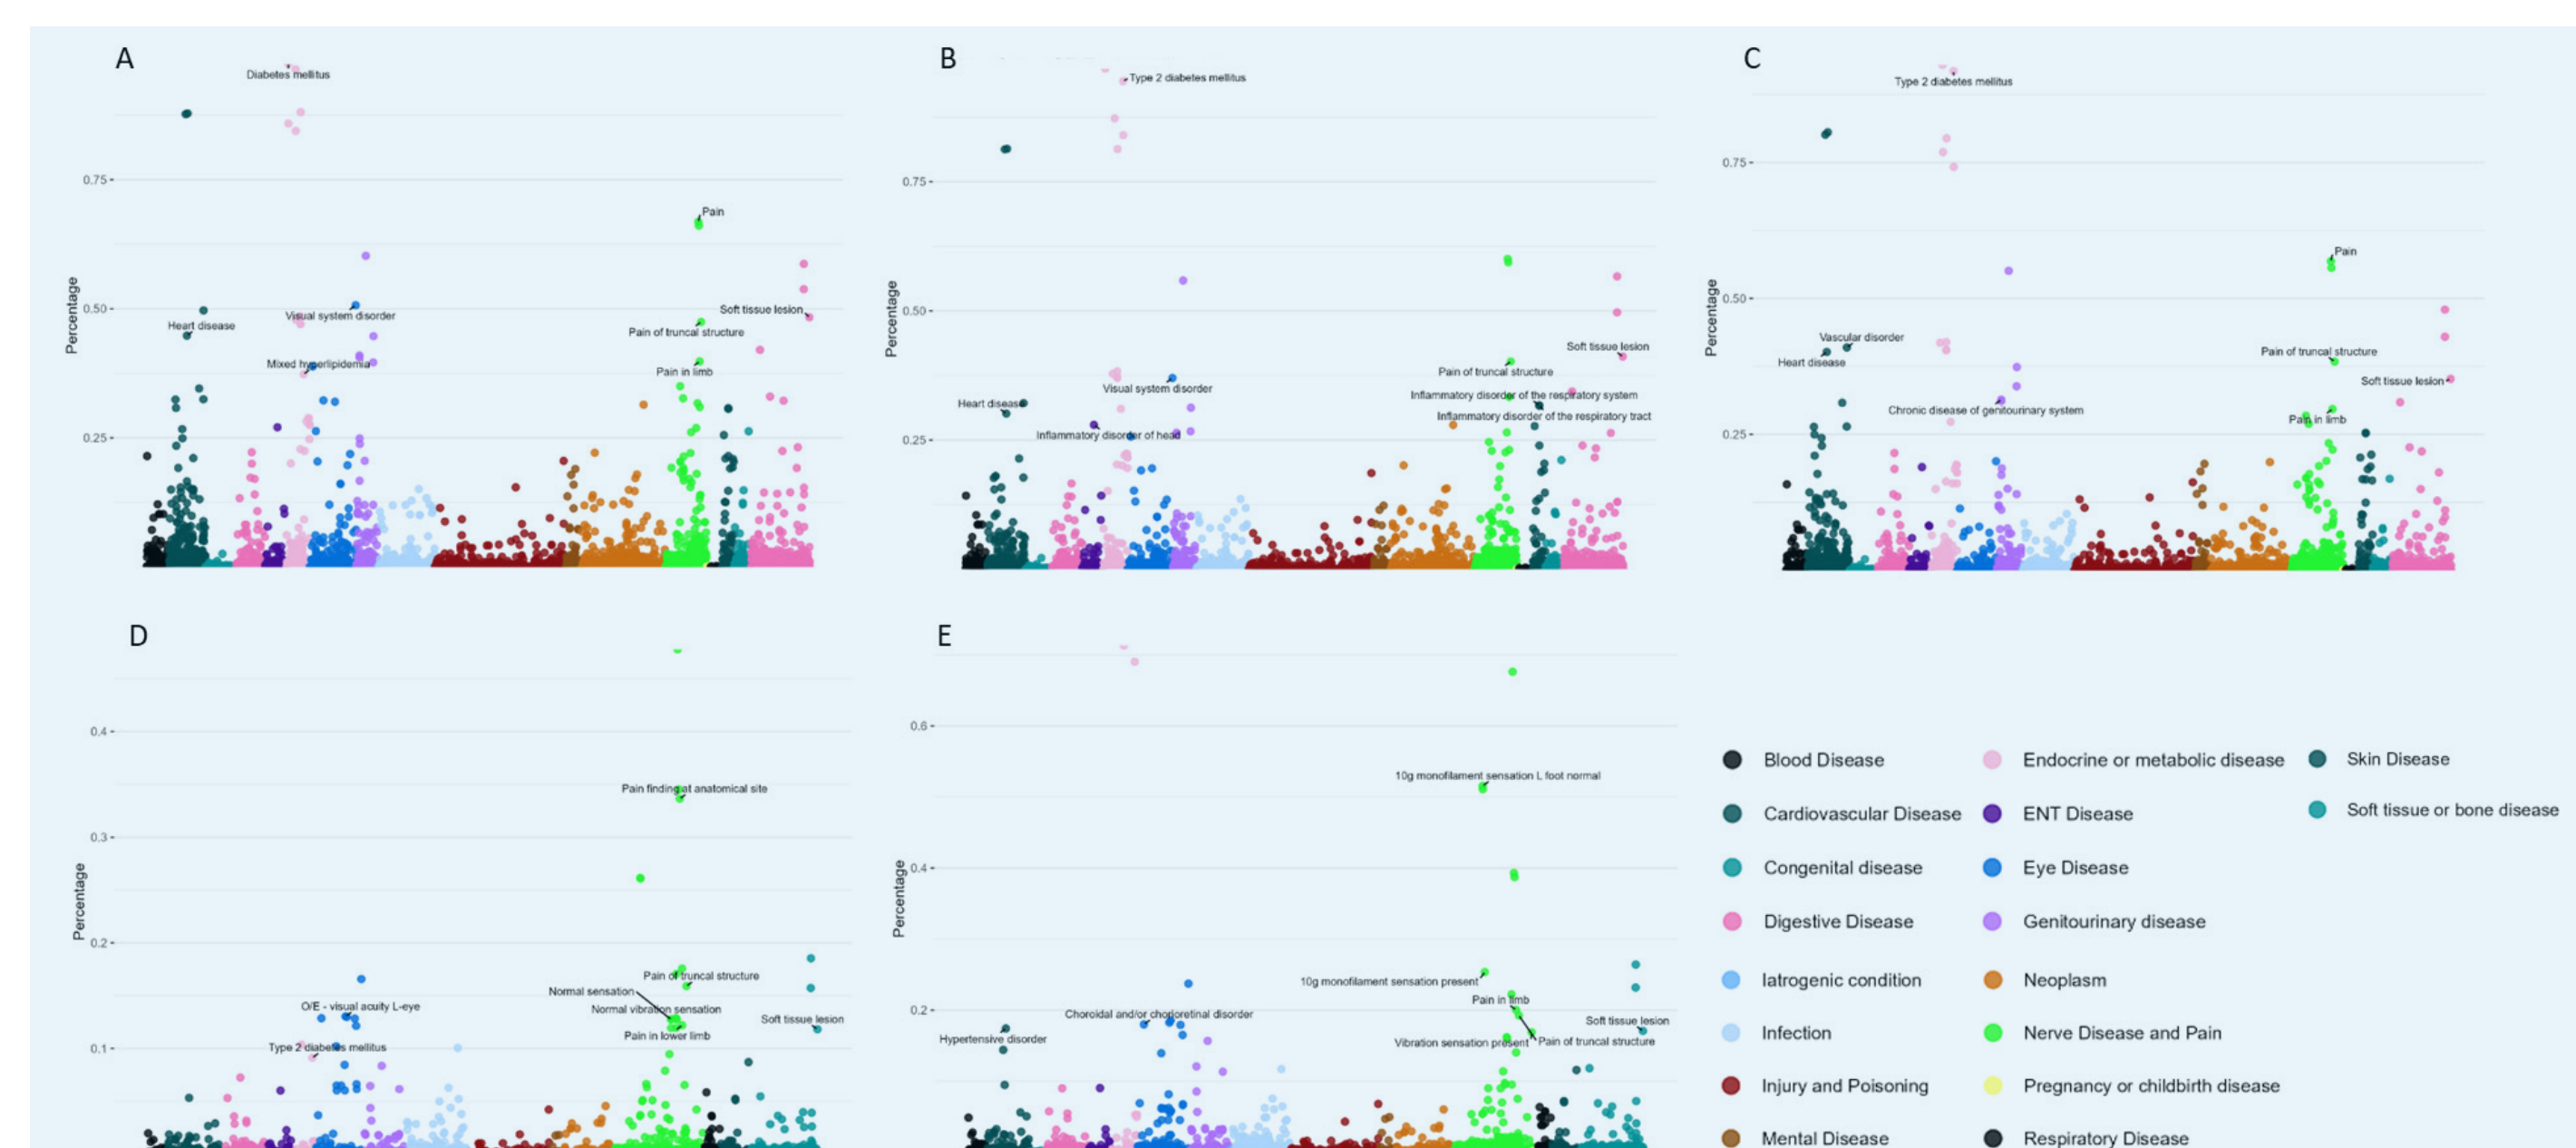 A
Diabetes mellitus
0.75
0.50
0.25
Percentage
Pain
Visual system disorder
Heart disease
Mixed hyperlipidemia
Soft tissue lesion
Pain of truncal structure
Pain in limb
B
Type 2 diabetes mellitus
0.75
0.50
0.25
Percentage
Soft tissue lesion
Pain of truncal structure
Visual system disorder
Inflammatory disorder of the respiratory system
Heart disease
Inflammatory disorder of the respiratory tract
Inflammatory disorder of head
C
Type 2 diabetes mellitus
0.75
0.50
0.25
Percentage
Pain
Vascular disorder
Heart disease
Pain of truncal structure
Soft tissue lesion
Chronic disease of genitourinary system
Pain in limb
D
0.4
0.3
0.2
0.1
Percentage
Pain finding at anatomical site
Pain of truncal structure
Normal sensation
O/E - visual acuity L-eye
Normal vibration sensation
Soft tissue lesion
Pain in lower limb
Type 2 diabetes mellitus
E
0.6
0.4
0.2
Percentage
10g monofilament sensation L foot normal
10g monofilament sensation present
Pain in limb
Choroidal and/or chorioretinal disorder
Soft tissue lesion
Hypertensive disorder
Vibration sensation present
Pain of truncal structure
Blood Disease
Cardiovascular Disease
Congenital disease
Digestive Disease
Iatrogenic condition
Infection
Injury and Poisoning
Mental Disease
Endocrine or metabolic disease
ENT Disease
Eye Disease
Genitourinary disease
Neoplasm
Nerve Disease and Pain
Pregnancy or childbirth disease
Respiratory Disease
Skin Disease
Soft tissue or bone disease